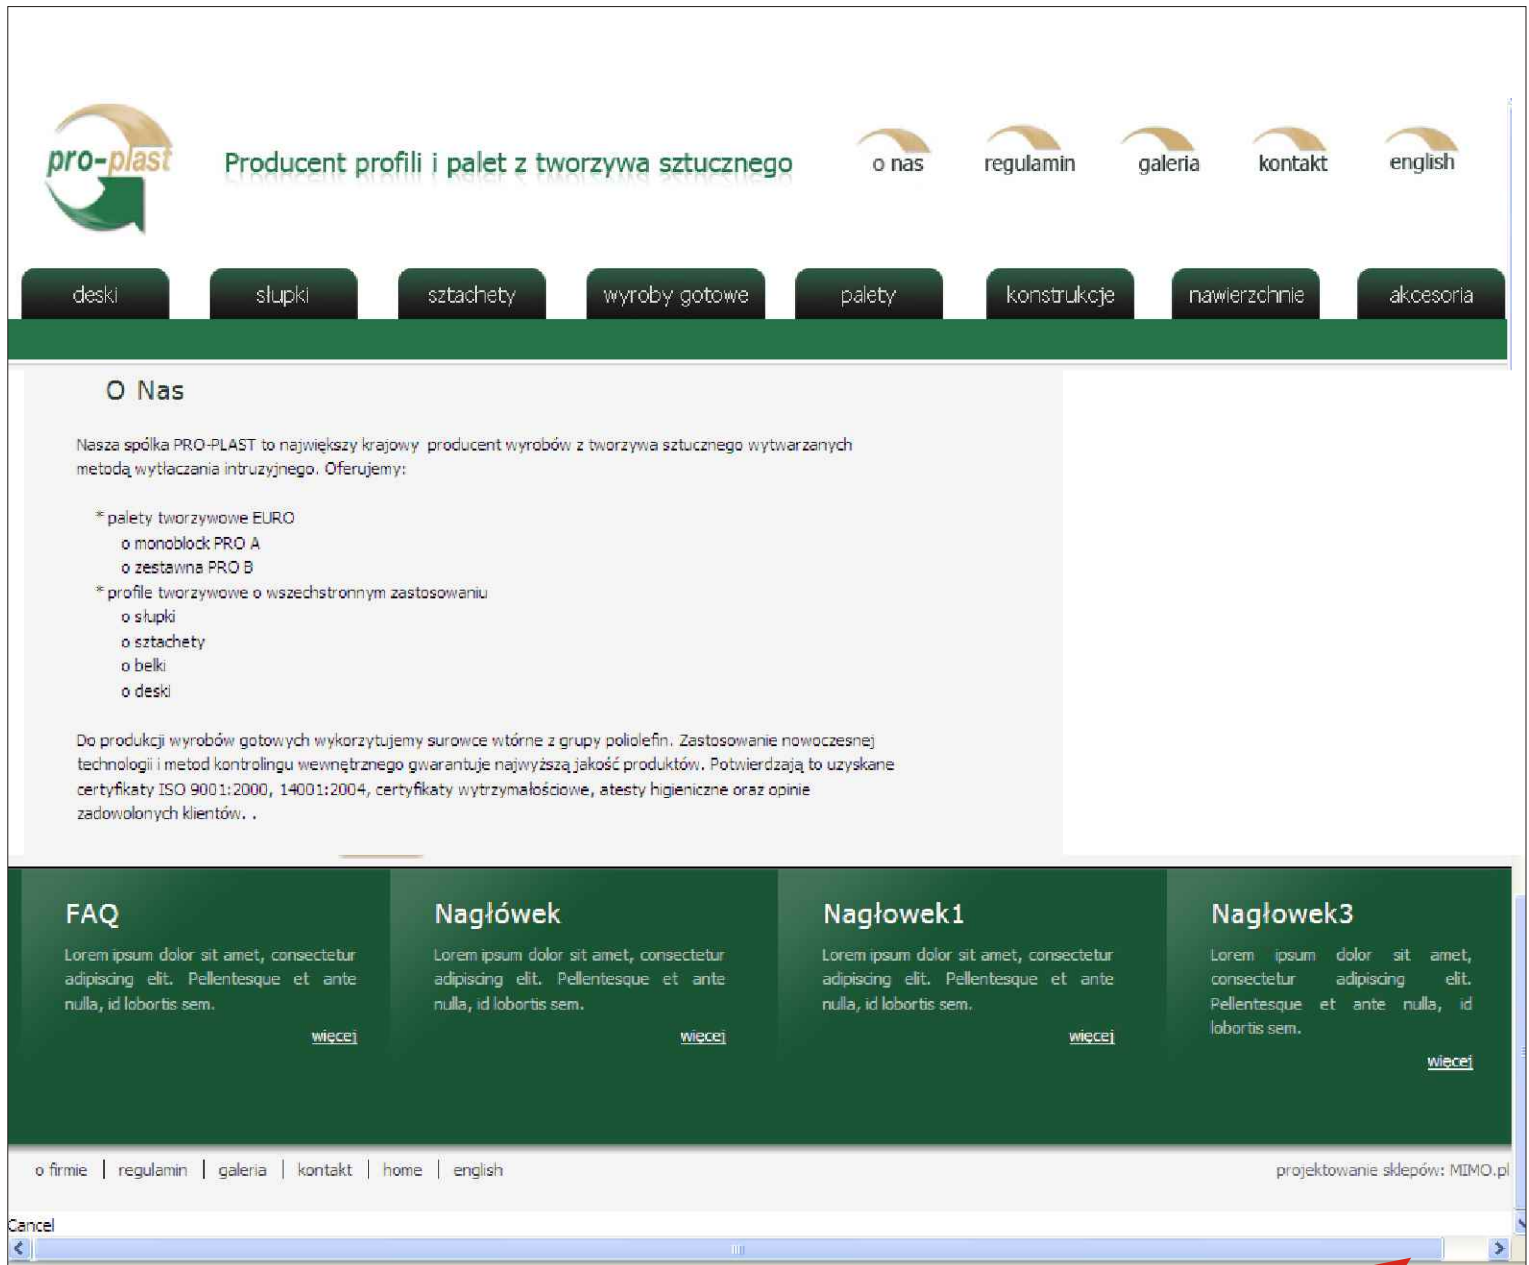 pro-plast
Producent profili i palet z tworzywa sztucznego
o nas
regulamin
galeria
kontakt
english
deski
słupki
sztachety
wyroby gotowe
palety
konstrukcje
nawierzchnie
akcesoria
O Nas
Nasza spólka PRO-PLAST to największy krajowy producent wyrobów z tworzywa sztucznego wytwarzanych
metodą wytłaczania intruzyjnego. Oferujemy:
* palety tworzywowe EURO
o monoblock PRO A
o zestawna PRO B
* profile tworzywowe o wszechstronnym zastosowaniu
o słupki
o sztachety
o belki
o deski
Do produkcji wyrobów gotowych wykorzytujemy surowce wtórne z grupy poliolefin. Zastosowanie nowoczesnej
technologii i metod kontrolingu wewnętrznego gwarantuje najwyższą jakość produktów. Potwierdzają to uzyskane
certyfikaty ISO 9001:2000, 14001:2004, certyfikaty wytrzymałościowe, atesty higieniczne oraz opinie
zadowolonych klientów. .
FAQ
Lorem ipsum dolor sit amet, consectetur
adipiscing elit. Pellentesque et ante
nulla, id lobortis sem.
więcej
Nagłówek
Lorem ipsum dolor sit amet, consectetur
adipiscing elit. Pellentesque et ante
nulla, id lobortis sem.
więcej
Nagłowek1
Lorem ipsum dolor sit amet, consectetur
adipiscing elit. Pellentesque et ante
nulla, id lobortis sem.
więcej
Nagłowek3
Lorem ipsum dolor sit amet,
consectetur adipiscing elit.
Pellentesque et ante nulla, id
lobortis sem.
więcej
o firmie | regulamin | galeria | kontakt | home | english
projektowanie sklepów: MIMO.pl
Cancel